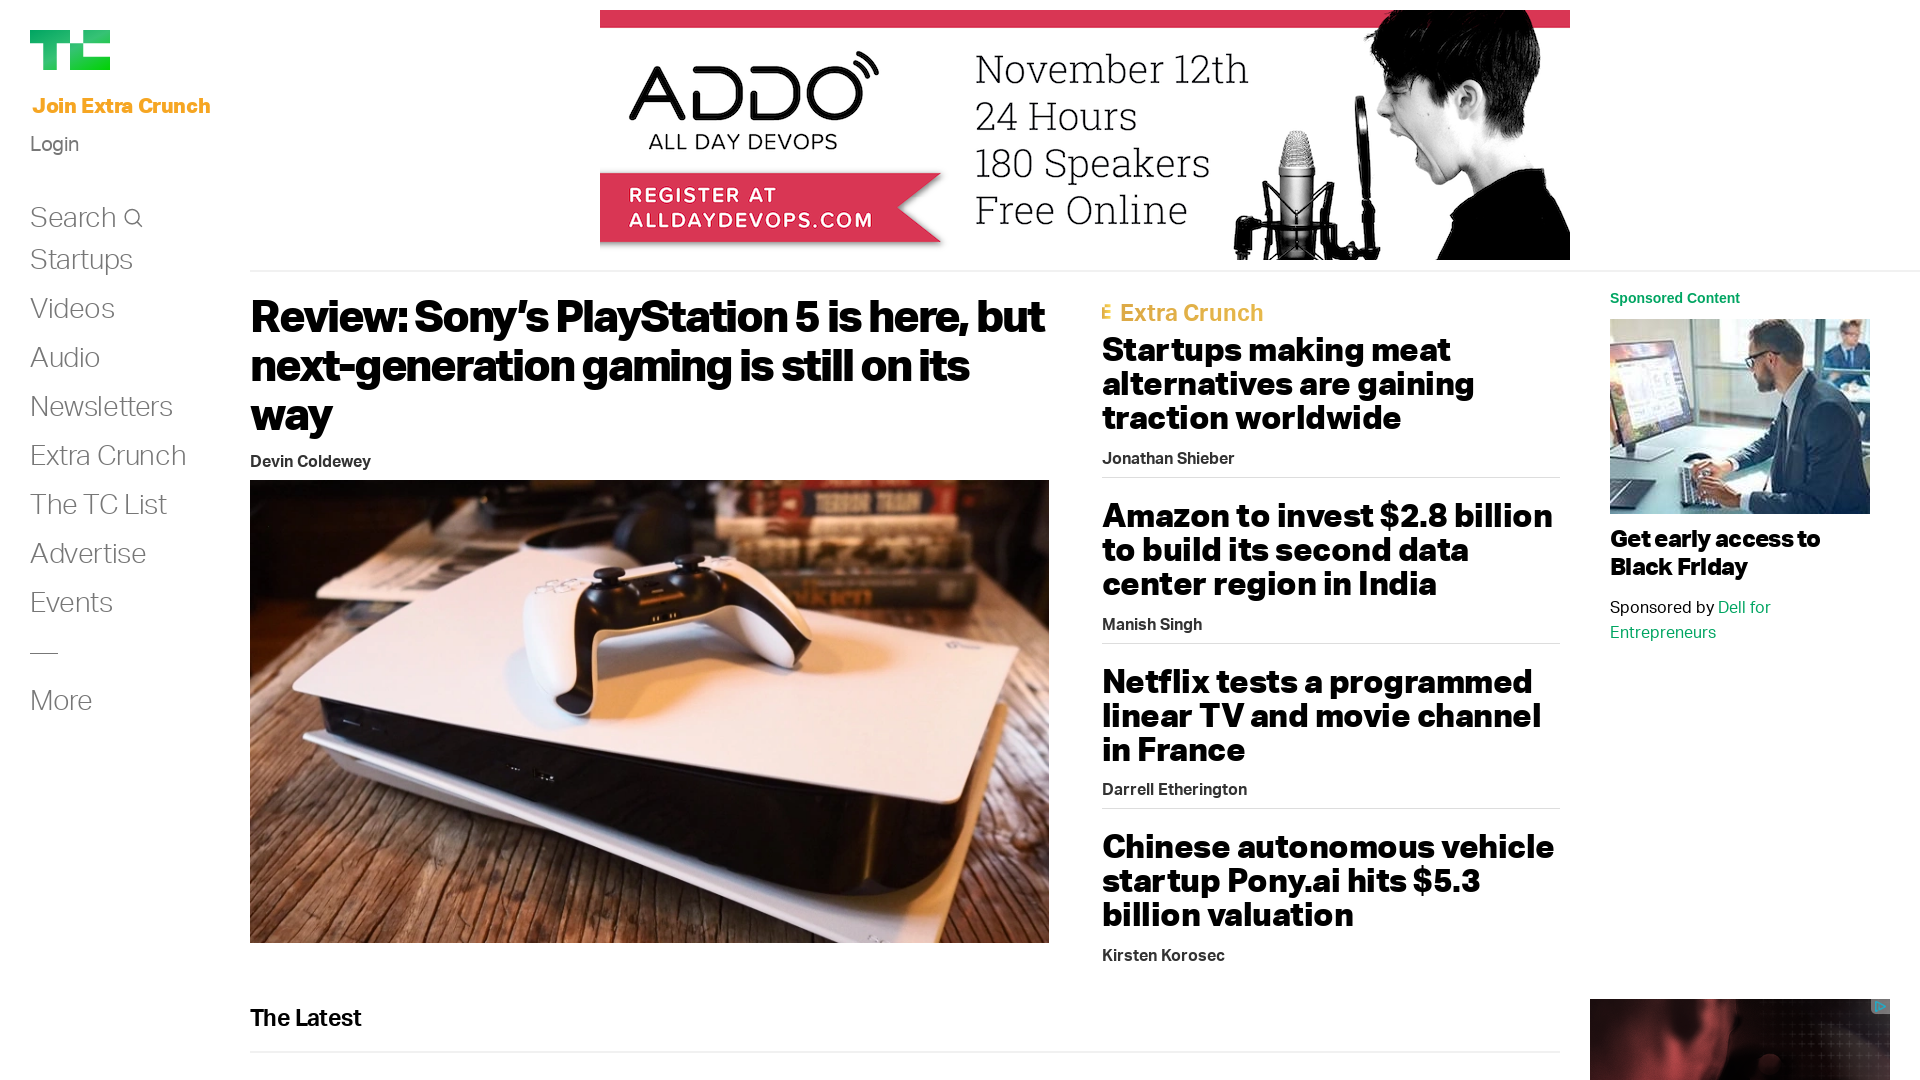 TC
Join Extra Crunch
Login
Search
Startups
Videos
Audio
Newsletters
Extra Crunch
The TC List
Advertise
Events
More
ADDO
ALL DAY DEVOPS
REGISTER AT
ALLDAYDEVOPS.COM
November 12th
24 Hours
180 Speakers
Free Online
Review: Sony’s PlayStation 5 is here, but
next-generation gaming is still on its
way
Devin Coldewey
TERROR TRAIN
Extra Crunch
Startups making meat
alternatives are gaining
traction worldwide
Jonathan Shieber
Amazon to invest $2.8 billion
to build its second data
center region in India
Manish Singh
Netflix tests a programmed
linear TV and movie channel
in France
Darrell Etherington
Chinese autonomous vehicle
startup Pony.ai hits $5.3
billion valuation
Kirsten Korosec
Sponsored Content
Get early access to
Black Friday
Sponsored by Dell for
Entrepreneurs
The Latest